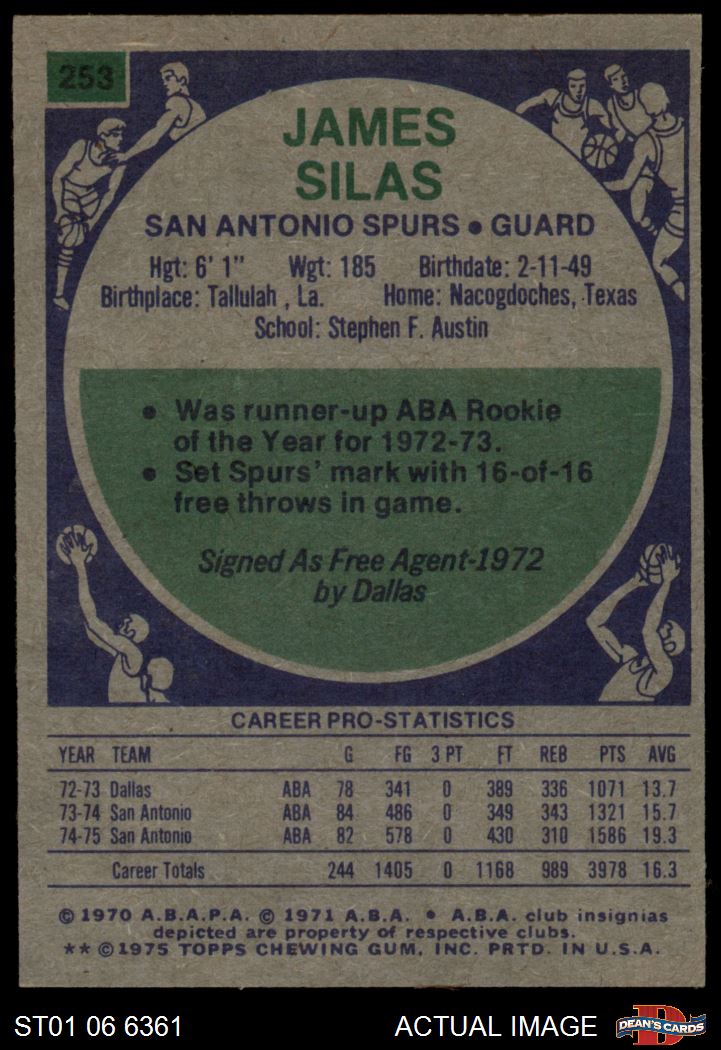 253
JAMES
SILAS
SAN ANTONIO SPURS • GUARD
Hgt: 6' 1" Wgt: 185 Birthdate: 2-11-49
Birthplace: Tallulah , La. Home: Nacogdoches, Texas
School: Stephen F. Austin
• Was runner-up ABA Rookie
of the Year for 1972-73.
• Set Spurs' mark with 16-of-16
free throws in game.
Signed As Free Agent-1972
by Dallas
CAREER PRO-STATISTICS
YEAR TEAM G FG 3 PT FT REB PTS AVG
72-73 Dallas ABA 78 341 0 389 336 1071 13.7
73-74 San Antonio ABA 84 486 0 349 343 1321 15.7
74-75 San Antonio ABA 82 578 0 430 310 1586 19.3
Career Totals 244 1405 0 1168 989 3978 16.3
© 1970 A.B.A.P.A. © 1971 A.B.A. • A.B.A. club insignias
depicted are property of respective clubs.
** ©1975 TOPPS CHEWING GUM, INC. PRTD. IN U.S.A.
ST01 06 6361 ACTUAL IMAGE D DEAN'S CARDS